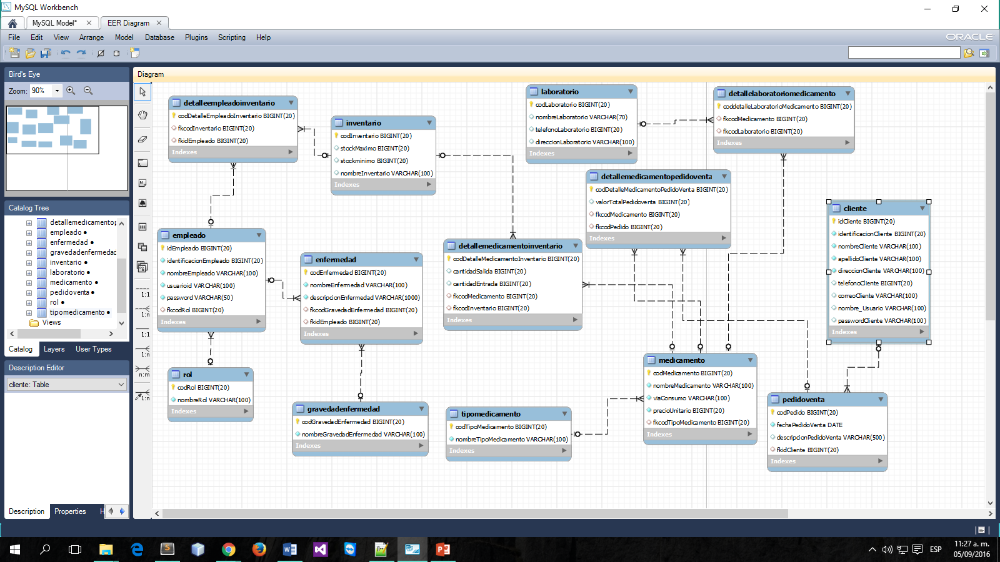 MySQL Workbench
MySQL Model*
EER Diagram
File Edit View Arrange Model Database Plugins Scripting Help
ORACLE
Bird's Eye
Zoom: 90%
Catalog Tree
detallemedicamentop
empleado
enfermedad
gravedadenfermedad
inventario
laboratorio
medicamento
pedidoventa
rol
tipomedicamento
Views
Catalog Layers User Types
Description Editor
cliente: Table
Description Properties H
1:1
1:n
1:1
1:n
n:m
1:n
Diagram
detalleempleadoinventario
codDetalleEmpleadoInventario BIGINT(20)
fkcodInventario BIGINT(20)
fkidEmpleado BIGINT(20)
Indexes
inventario
codInventario BIGINT(20)
stockMaximo BIGINT(20)
stockminimo BIGINT(20)
nombreInventario VARCHAR(100)
Indexes
laboratorio
codLaboratorio BIGINT(20)
nombreLaboratorio VARCHAR(70)
telefonoLaboratorio BIGINT(20)
direccionLaboratorio VARCHAR(100)
Indexes
detallelaboratoriomedicamento
coddetalleLaboratorioMedicamento BIGINT(20)
fkcodMedicamento BIGINT(20)
fkcodLaboratorio BIGINT(20)
Indexes
detallemedicamentopedidoventa
codDetalleMedicamentoPedidoVenta BIGINT(20)
valorTotalPedidoventa BIGINT(20)
fkcodMedicamento BIGINT(20)
fkcodPedido BIGINT(20)
Indexes
cliente
idCliente BIGINT(20)
identificacionCliente BIGINT(20)
nombreCliente VARCHAR(100)
apellidoCliente VARCHAR(100)
direccionCliente VARCHAR(100)
telefonoCliente BIGINT(20)
correoCliente VARCHAR(100)
nombre_Usuario VARCHAR(100)
passwordCliente VARCHAR(100)
Indexes
empleado
idEmpleado BIGINT(20)
identificacionEmpleado BIGINT(20)
nombreEmpleado VARCHAR(100)
usuarioid VARCHAR(100)
password VARCHAR(50)
fkcodRol BIGINT(20)
Indexes
enfermedad
codEnfermedad BIGINT(20)
nombreEnfermedad VARCHAR(100)
descripcionEnfermedad VARCHAR(1000)
fkcodGravedadEnfermedad BIGINT(20)
fkidEmpleado BIGINT(20)
Indexes
detallemedicamentoinventario
codDetalleMedicamentoInventario BIGINT(20)
cantidadSalida BIGINT(20)
cantidadEntrada BIGINT(20)
fkcodMedicamento BIGINT(20)
fkcodInventario BIGINT(20)
Indexes
rol
codRol BIGINT(20)
nombreRol VARCHAR(100)
Indexes
gravedadenfermedad
codGravedadEnfermedad BIGINT(20)
nombreGravedadEnfermedad VARCHAR(100)
Indexes
tipomedicamento
codTipoMedicamento BIGINT(20)
nombreTipoMedicamento VARCHAR(100)
Indexes
medicamento
codMedicamento BIGINT(20)
nombreMedicamento VARCHAR(100)
viaConsumo VARCHAR(100)
precioUnitario BIGINT(20)
fkcodTipoMedicamento BIGINT(20)
Indexes
pedidoventa
codPedido BIGINT(20)
fechaPedidoVenta DATE
descripcionPedidoVenta VARCHAR(500)
fkidCliente BIGINT(20)
Indexes
ESP
11:27 a. m.
05/09/2016